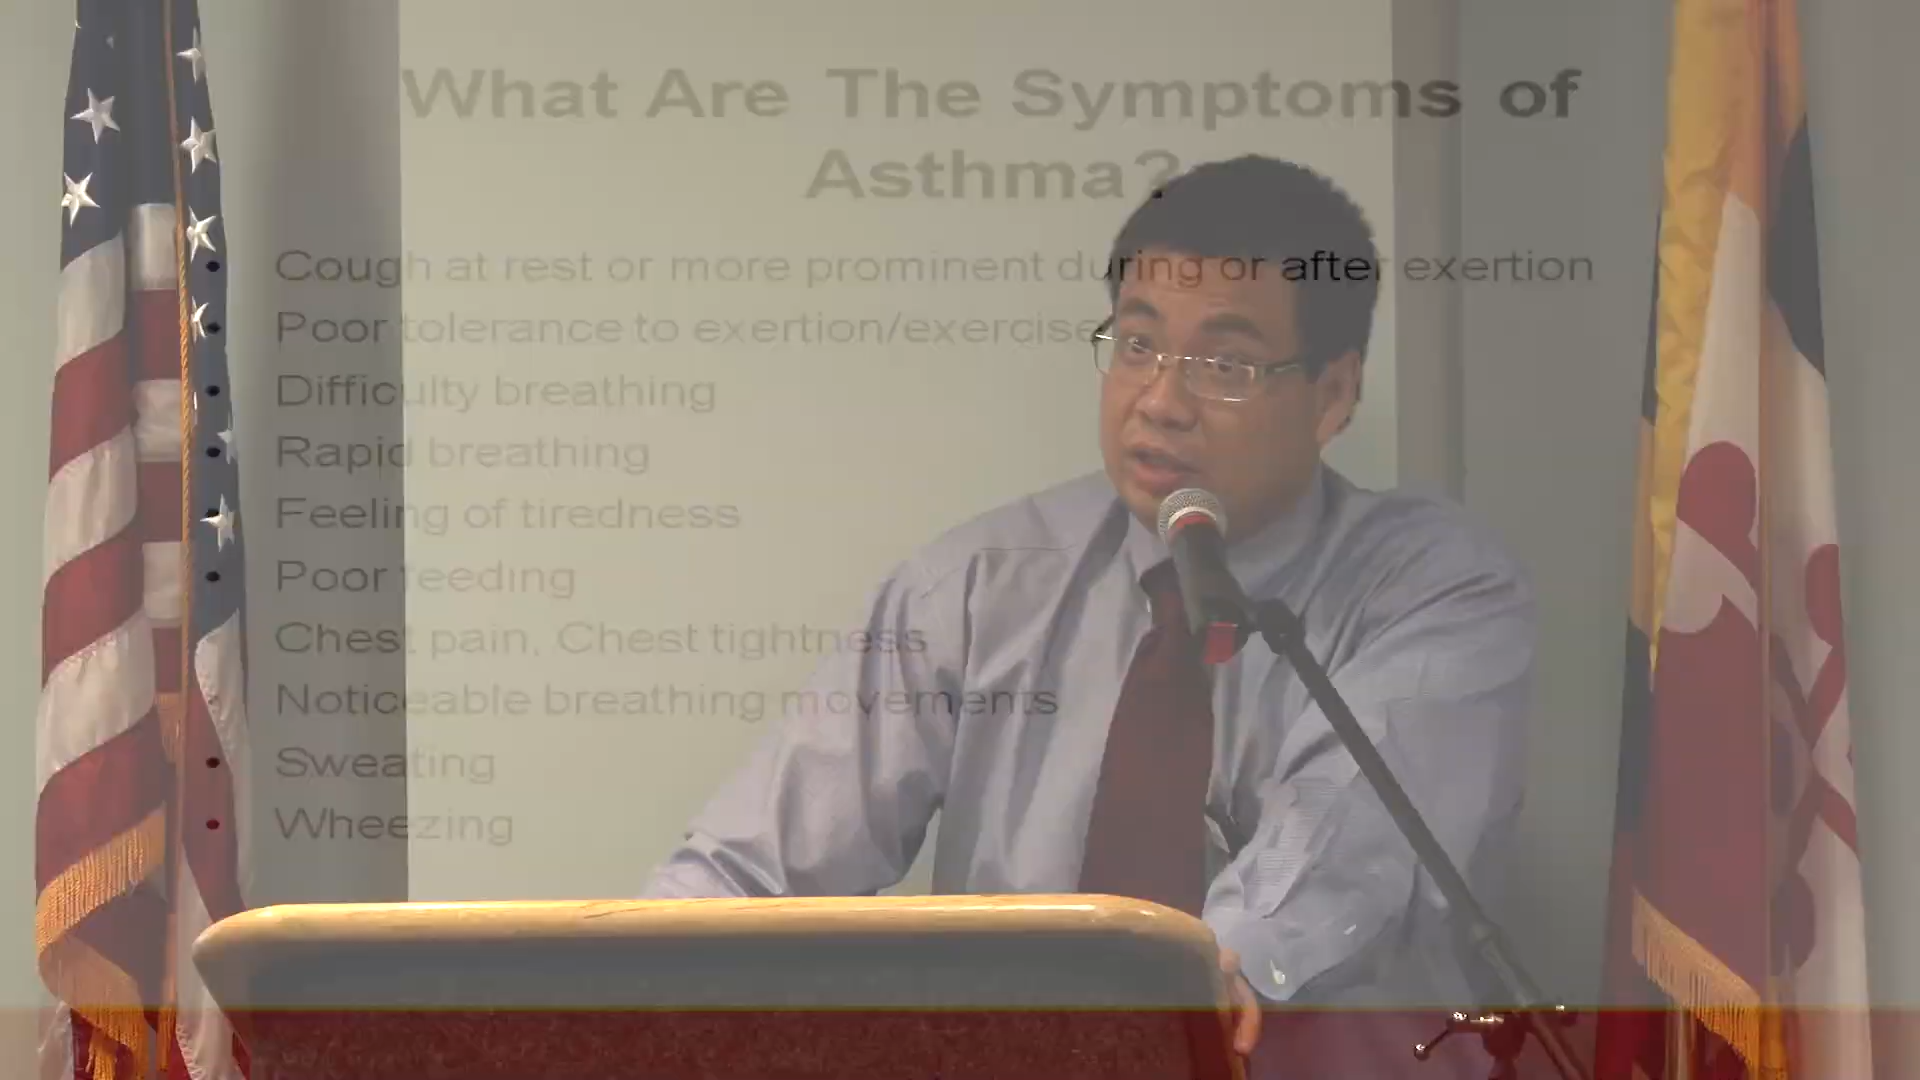 What Are The Symptoms of
Asthma?
• Cough at rest or more prominent during or after exertion
• Poor tolerance to exertion/exercise
• Difficulty breathing
• Rapid breathing
• Feeling of tiredness
• Poor feeding
Chest pain, Chest tightness
Noticeable breathing movements
• Sweating
• Wheezing